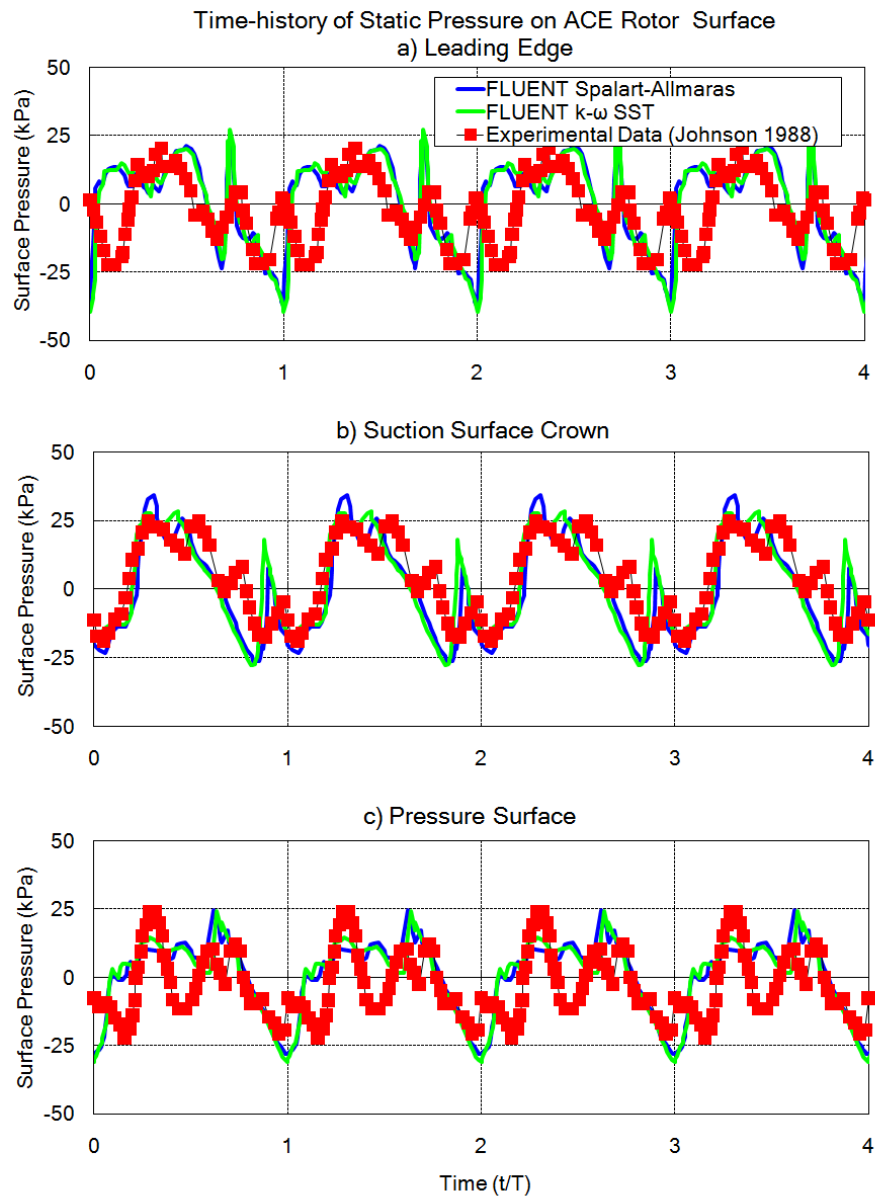 Time-history of Static Pressure on ACE Rotor Surface
a) Leading Edge
50
25
0
-25
-50
Surface Pressure (kPa)
FLUENT Spalart-Allmaras
FLUENT k-ω SST
Experimental Data (Johnson 1988)
0 1 2 3 4
b) Suction Surface Crown
50
25
0
-25
-50
Surface Pressure (kPa)
0 1 2 3 4
c) Pressure Surface
50
25
0
-25
-50
Surface Pressure (kPa)
0 1 2 3 4
Time (t/T)